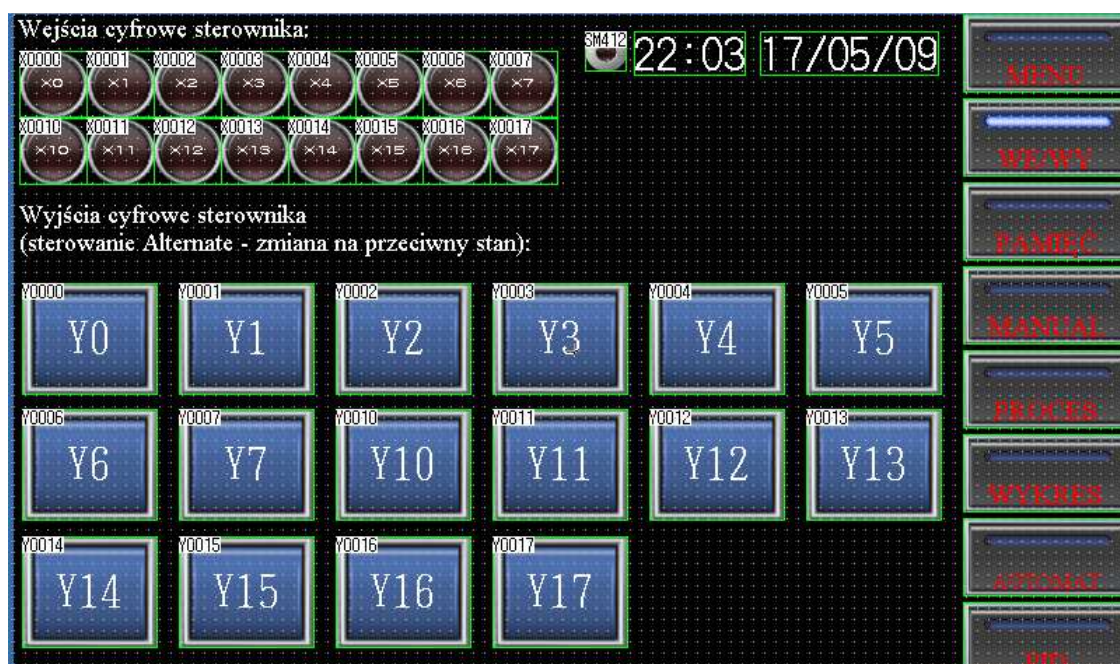 Wejścia cyfrowe sterownika:
SM412 22:03 17/05/09
X0000 X0001 X0002 X0003 X0004 X0005 X0006 X0007
X0 X1 X2 X3 X4 X5 X6 X7
X0010 X0011 X0012 X0013 X0014 X0015 X0016 X0017
X10 X11 X12 X13 X14 X15 X16 X17
Wyjścia cyfrowe sterownika
(sterowanie Alternate - zmiana na przeciwny stan):
Y0000 Y0001 Y0002 Y0003 Y0004 Y0005
Y0 Y1 Y2 Y3 Y4 Y5
Y0006 Y0007 Y0010 Y0011 Y0012 Y0013
Y6 Y7 Y10 Y11 Y12 Y13
Y0014 Y0015 Y0016 Y0017
Y14 Y15 Y16 Y17
MENU
WE/WY
PAMIĘĆ
MANUAL
PROCES
WYKRES
AUTOMAT